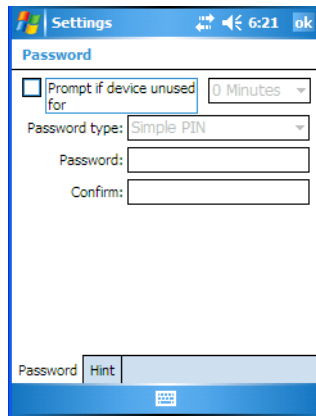 Settings 6:21 ok
Password
Prompt if device unused 0 Minutes
for
Password type: Simple PIN
Password:
Confirm:
Password Hint